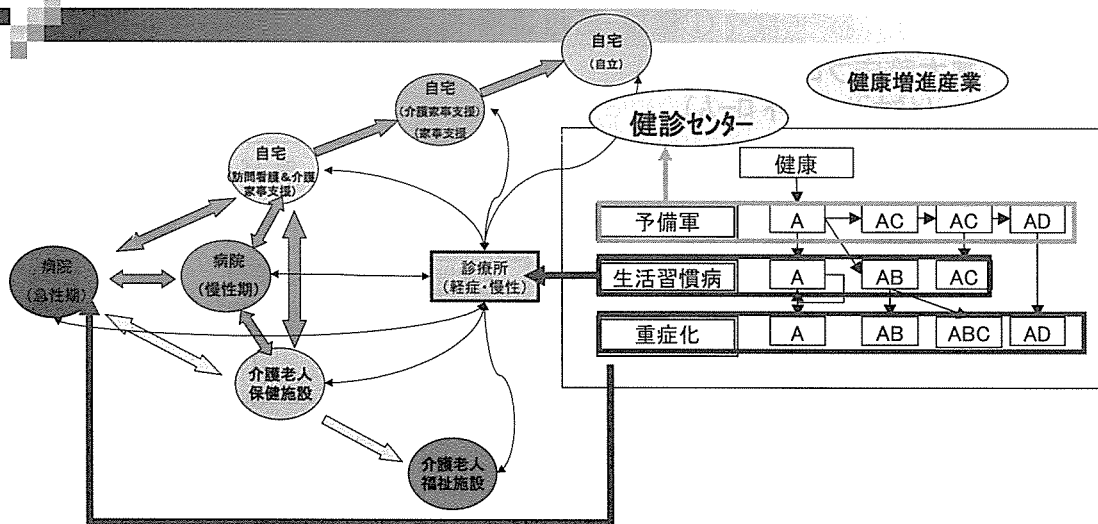 自宅
(自立)
健康増進産業
自宅
(介護家事支援)
(家事支援
健診センター
自宅
(訪問看護&介護
家事支援)
健康
予備軍
A
AC
AC
AD
病院
(急性期)
病院
(慢性期)
診療所
(軽症・慢性)
生活習慣病
A
AB
AC
重症化
A
AB
ABC
AD
介護老人
保健施設
介護老人
福祉施設